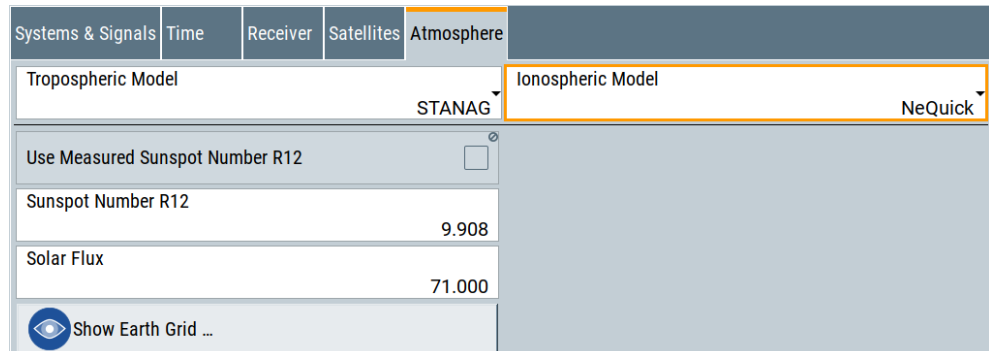 Systems & Signals Time Receiver Satellites Atmosphere
Tropospheric Model Ionospheric Model
STANAG NeQuick
Use Measured Sunspot Number R12
Sunspot Number R12
9.908
Solar Flux
71.000
Show Earth Grid ...